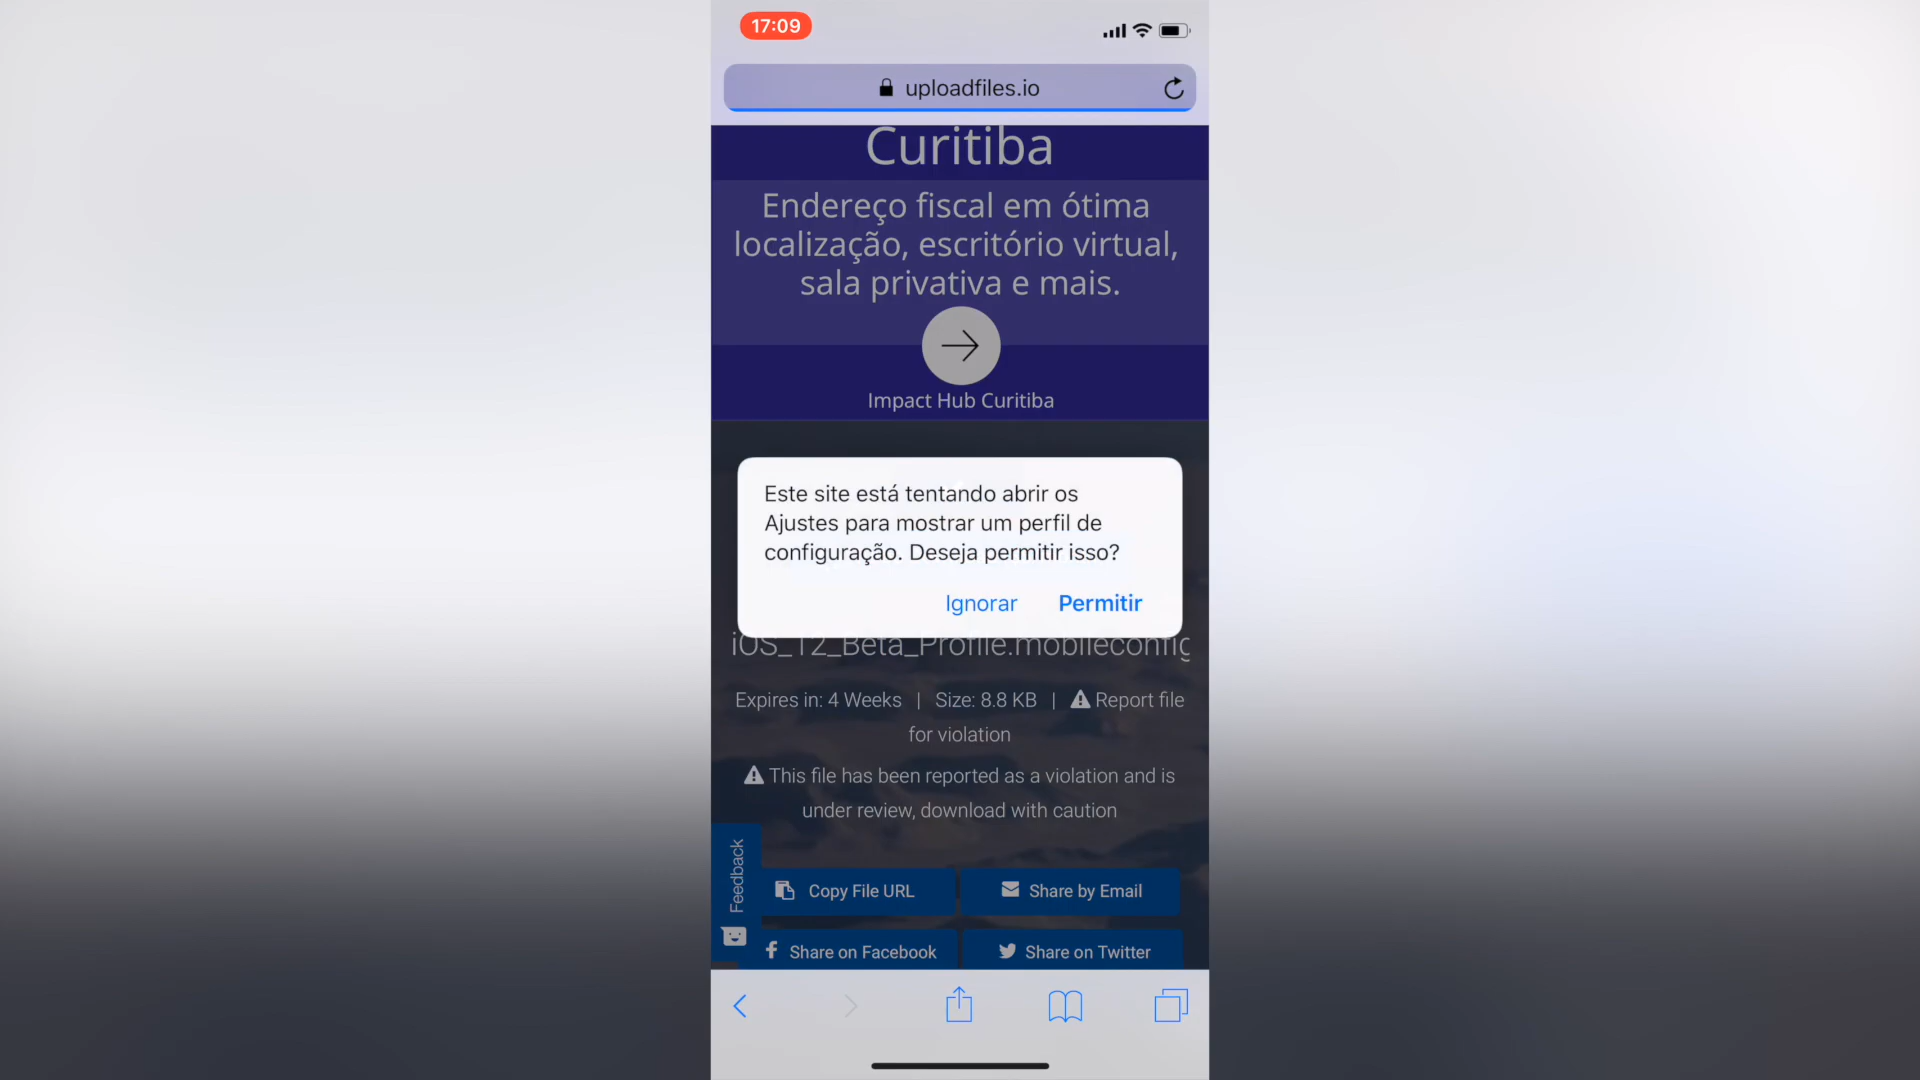 17:09
uploadfiles.io
Curitiba
Endereço fiscal em ótima
localização, escritório virtual,
sala privativa e mais.
Impact Hub Curitiba
Este site está tentando abrir os
Ajustes para mostrar um perfil de
configuração. Deseja permitir isso?
Ignorar Permitir
iOS_12_Beta_Profile.mobileconfig
Expires in: 4 Weeks | Size: 8.8 KB | Report file
for violation
This file has been reported as a violation and is
under review, download with caution
Feedback
Copy File URL Share by Email
Share on Facebook Share on Twitter